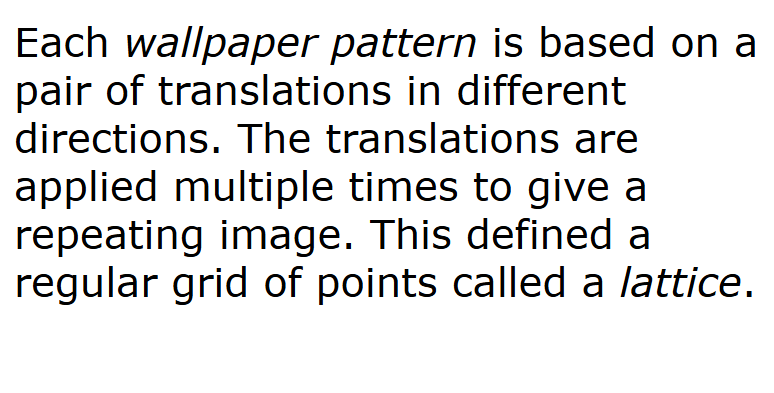 Each wallpaper pattern is based on a
pair of translations in different
directions. The translations are
applied multiple times to give a
repeating image. This defined a
regular grid of points called a lattice.